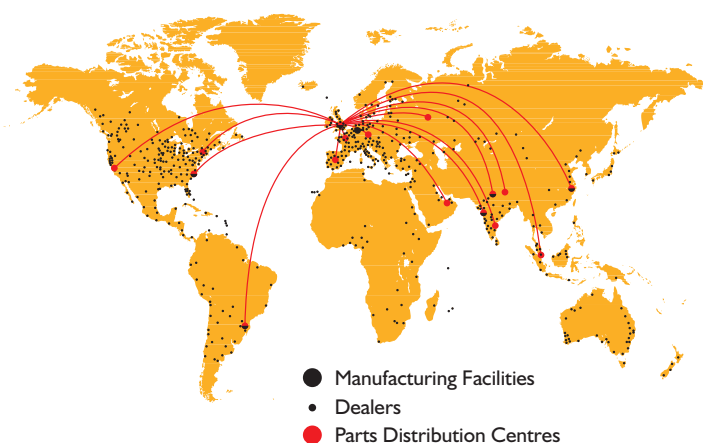 Manufacturing Facilities
Dealers
Parts Distribution Centres